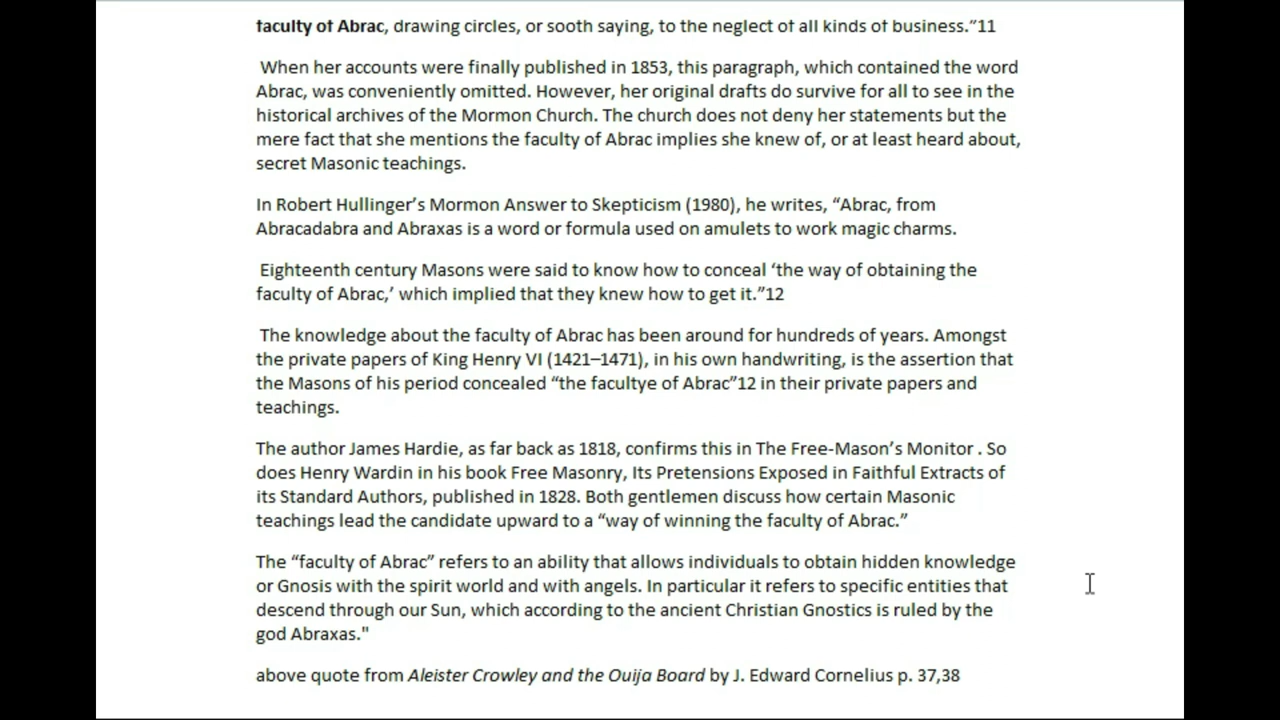 faculty of Abrac, drawing circles, or sooth saying, to the neglect of all kinds of business.”11
When her accounts were finally published in 1853, this paragraph, which contained the word
Abrac, was conveniently omitted. However, her original drafts do survive for all to see in the
historical archives of the Mormon Church. The church does not deny her statements but the
mere fact that she mentions the faculty of Abrac implies she knew of, or at least heard about,
secret Masonic teachings.
In Robert Hullinger’s Mormon Answer to Skepticism (1980), he writes, “Abrac, from
Abracadabra and Abraxas is a word or formula used on amulets to work magic charms.
Eighteenth century Masons were said to know how to conceal ‘the way of obtaining the
faculty of Abrac,’ which implied that they knew how to get it.”12
The knowledge about the faculty of Abrac has been around for hundreds of years. Amongst
the private papers of King Henry VI (1421–1471), in his own handwriting, is the assertion that
the Masons of his period concealed “the facultye of Abrac”12 in their private papers and
teachings.
The author James Hardie, as far back as 1818, confirms this in The Free-Mason’s Monitor . So
does Henry Wardin in his book Free Masonry, Its Pretensions Exposed in Faithful Extracts of
its Standard Authors, published in 1828. Both gentlemen discuss how certain Masonic
teachings lead the candidate upward to a “way of winning the faculty of Abrac.”
The “faculty of Abrac” refers to an ability that allows individuals to obtain hidden knowledge
or Gnosis with the spirit world and with angels. In particular it refers to specific entities that
descend through our Sun, which according to the ancient Christian Gnostics is ruled by the
god Abraxas."
above quote from Aleister Crowley and the Ouija Board by J. Edward Cornelius p. 37,38